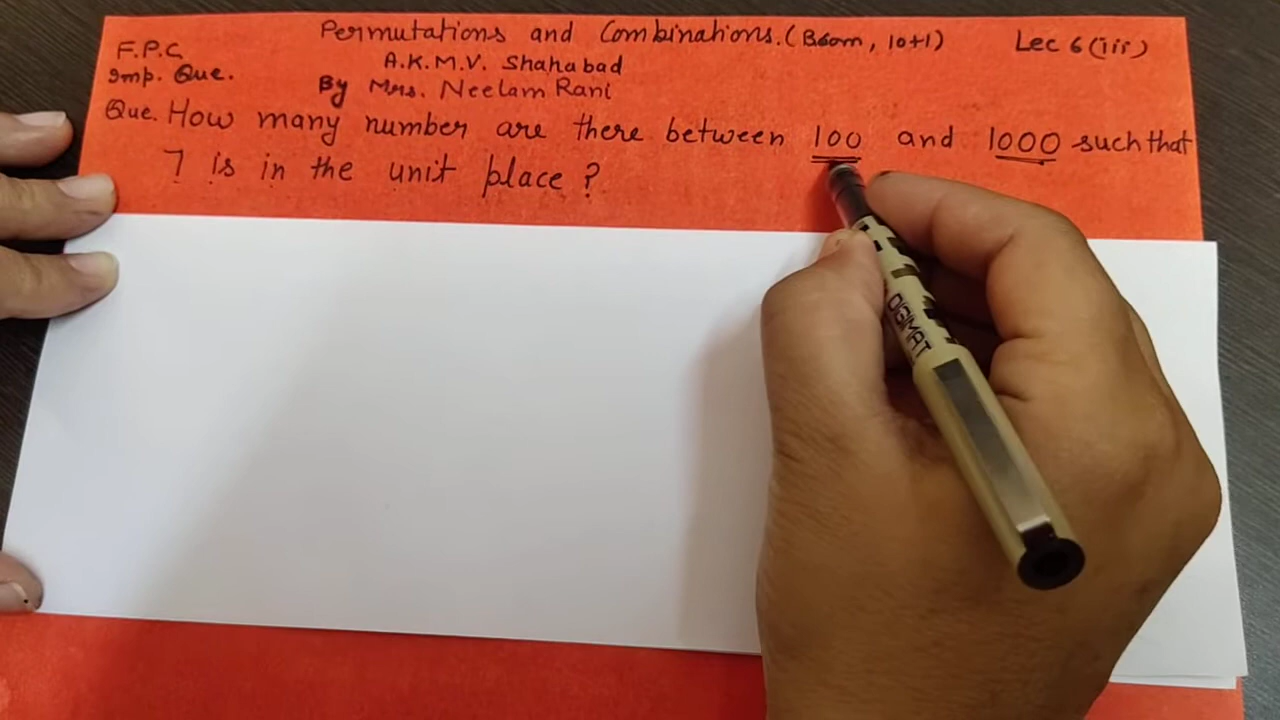 Permutations and Combinations. (Bcom, 10+1) Lec 6 (iii)
F.P.C
Imp. Que.
A.K.M.V. Shahabad
By Mrs. Neelam Rani
Que. How many number are there between 100 and 1000 such that
7 is in the unit place ?
DIGIMAT